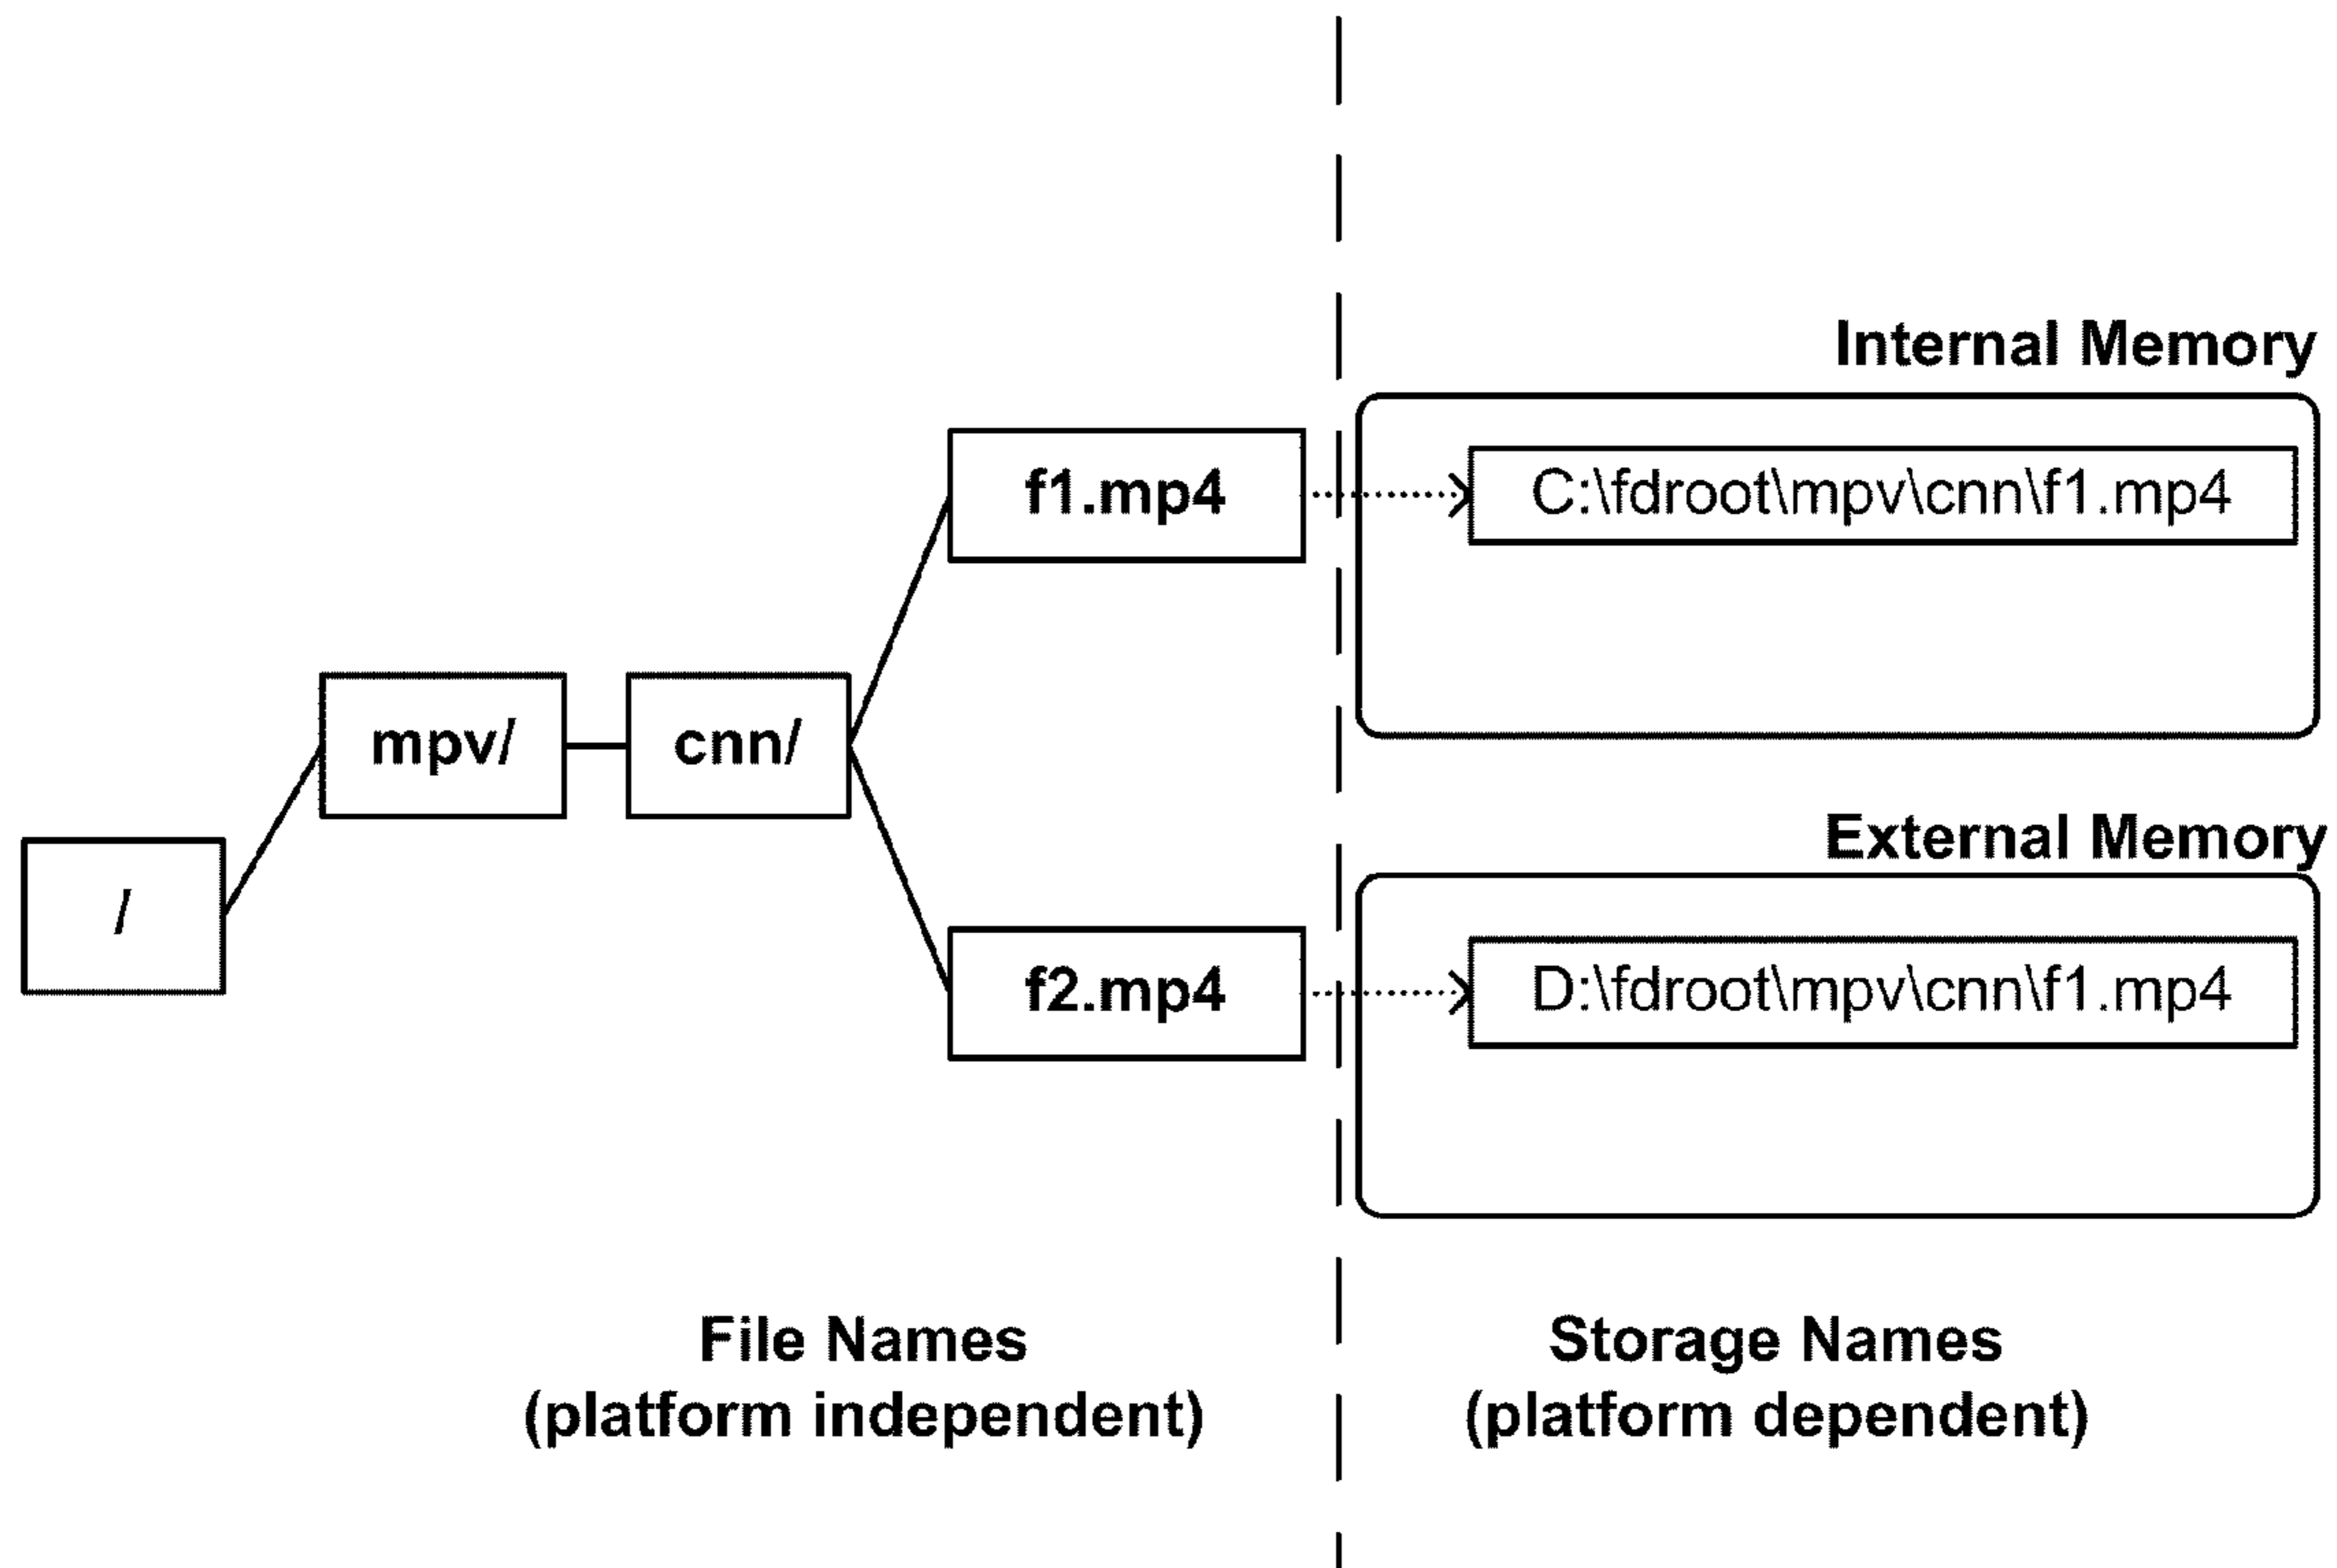 Internal Memory
f1.mp4
C:\fdroot\mpv\cnn\f1.mp4
mpv/
cnn/
/
External Memory
f2.mp4
D:\fdroot\mpv\cnn\f1.mp4
File Names
(platform independent)
Storage Names
(platform dependent)